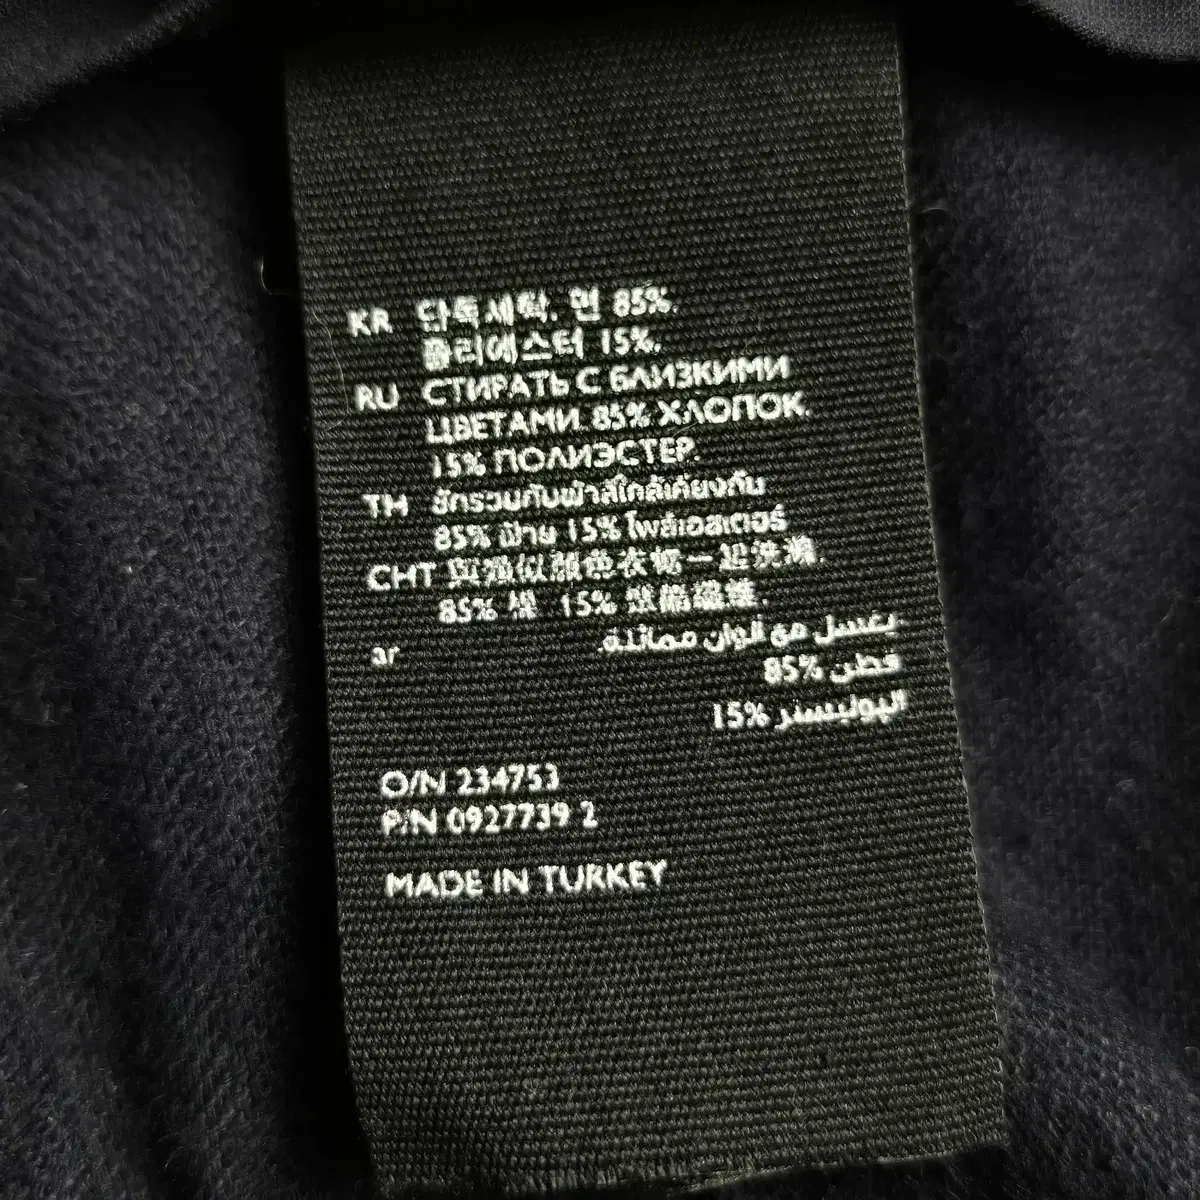 KR 단독세탁. 면 85%.
폴리에스터 15%.
RU СТИРАТЬ С БЛИЗКИМИ
ЦВЕТАМИ. 85% ХЛОПОК.
15% ПОЛИЭСТЕР.
TH ซักรวมกับผ้าสีใกล้เคียงกัน
85% ฝ้าย 15% โพลีเอสเตอร์
CHT 與類似顏色衣物一起洗滌.
85% 棉 15% 聚酯纖維.
ar يغسل مع ألوان مماثلة.
قطن 85%
البوليستر 15%
O/N 234753
P/N 0927739 2
MADE IN TURKEY